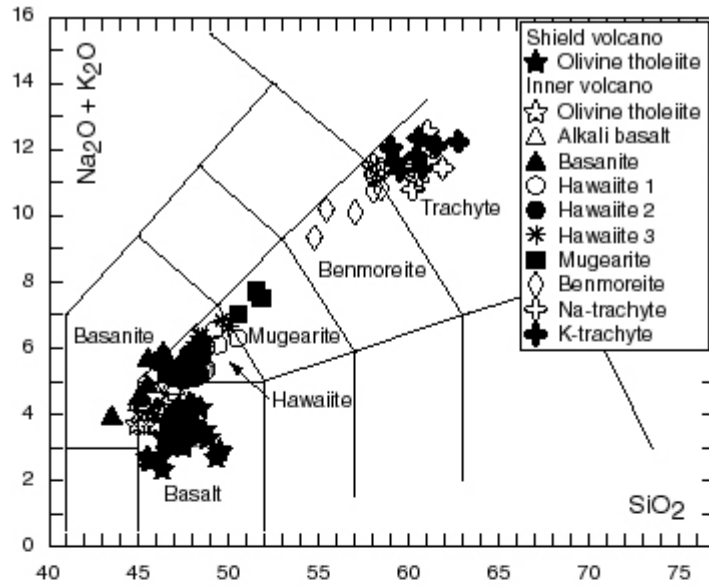 16
14
12
10
8
6
4
2
0
Na₂O + K₂O
Shield volcano
Olivine tholeiite
Inner volcano
Olivine tholeiite
Alkali basalt
Basanite
Hawaiite 1
Hawaiite 2
Hawaiite 3
Mugearite
Benmoreite
Na-trachyte
K-trachyte
Trachyte
Benmoreite
Basanite
Mugearite
Hawaiite
Basalt
SiO₂
40 45 50 55 60 65 70 75